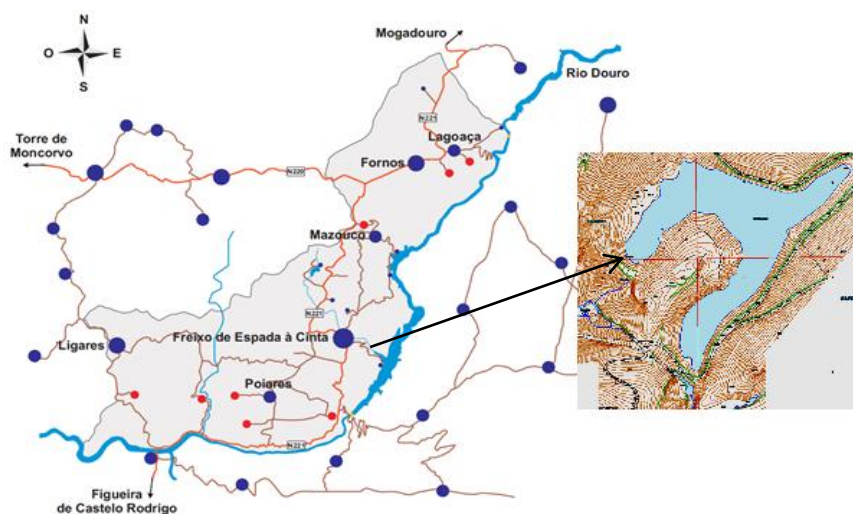 N
O
E
S
Mogadouro
Rio Douro
N221
Lagoaça
Torre de
Moncorvo
Fornos
N220
Mazouco
N221
Freixo de Espada à Cinta
Ligares
Poiares
N221
Figueira
de Castelo Rodrigo